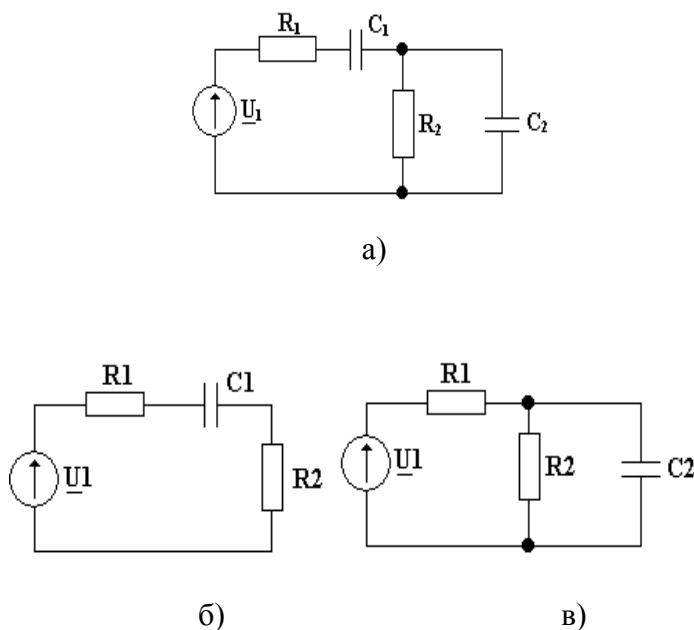 R₁ C₁
U₁ R₂ C₂
а)
R1 C1
U1 R2
R1
U1 R2 C2
б) в)